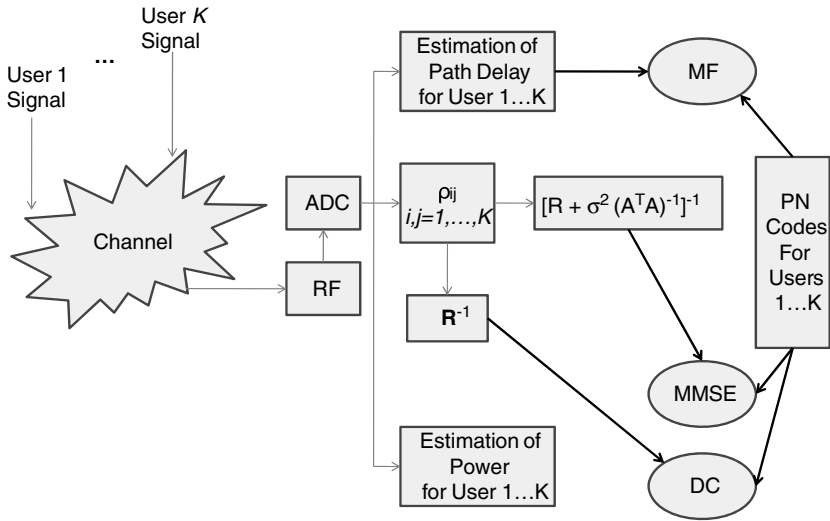 User K
Signal
...
User 1
Signal
Channel
RF
ADC
Estimation of
Path Delay
for User 1...K
MF
ρij
i,j=1,...,K
[R + σ² (AᵀA)⁻¹]⁻¹
R⁻¹
PN
Codes
For
Users
1...K
MMSE
Estimation of
Power
for User 1...K
DC